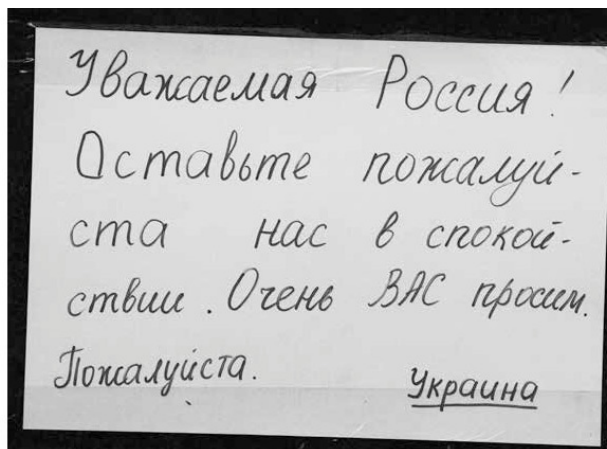 Уважаемая Россия!
Оставьте пожалуй-
ста нас в спокой-
ствии. Очень ВАС просим.
Пожалуйста. Украина